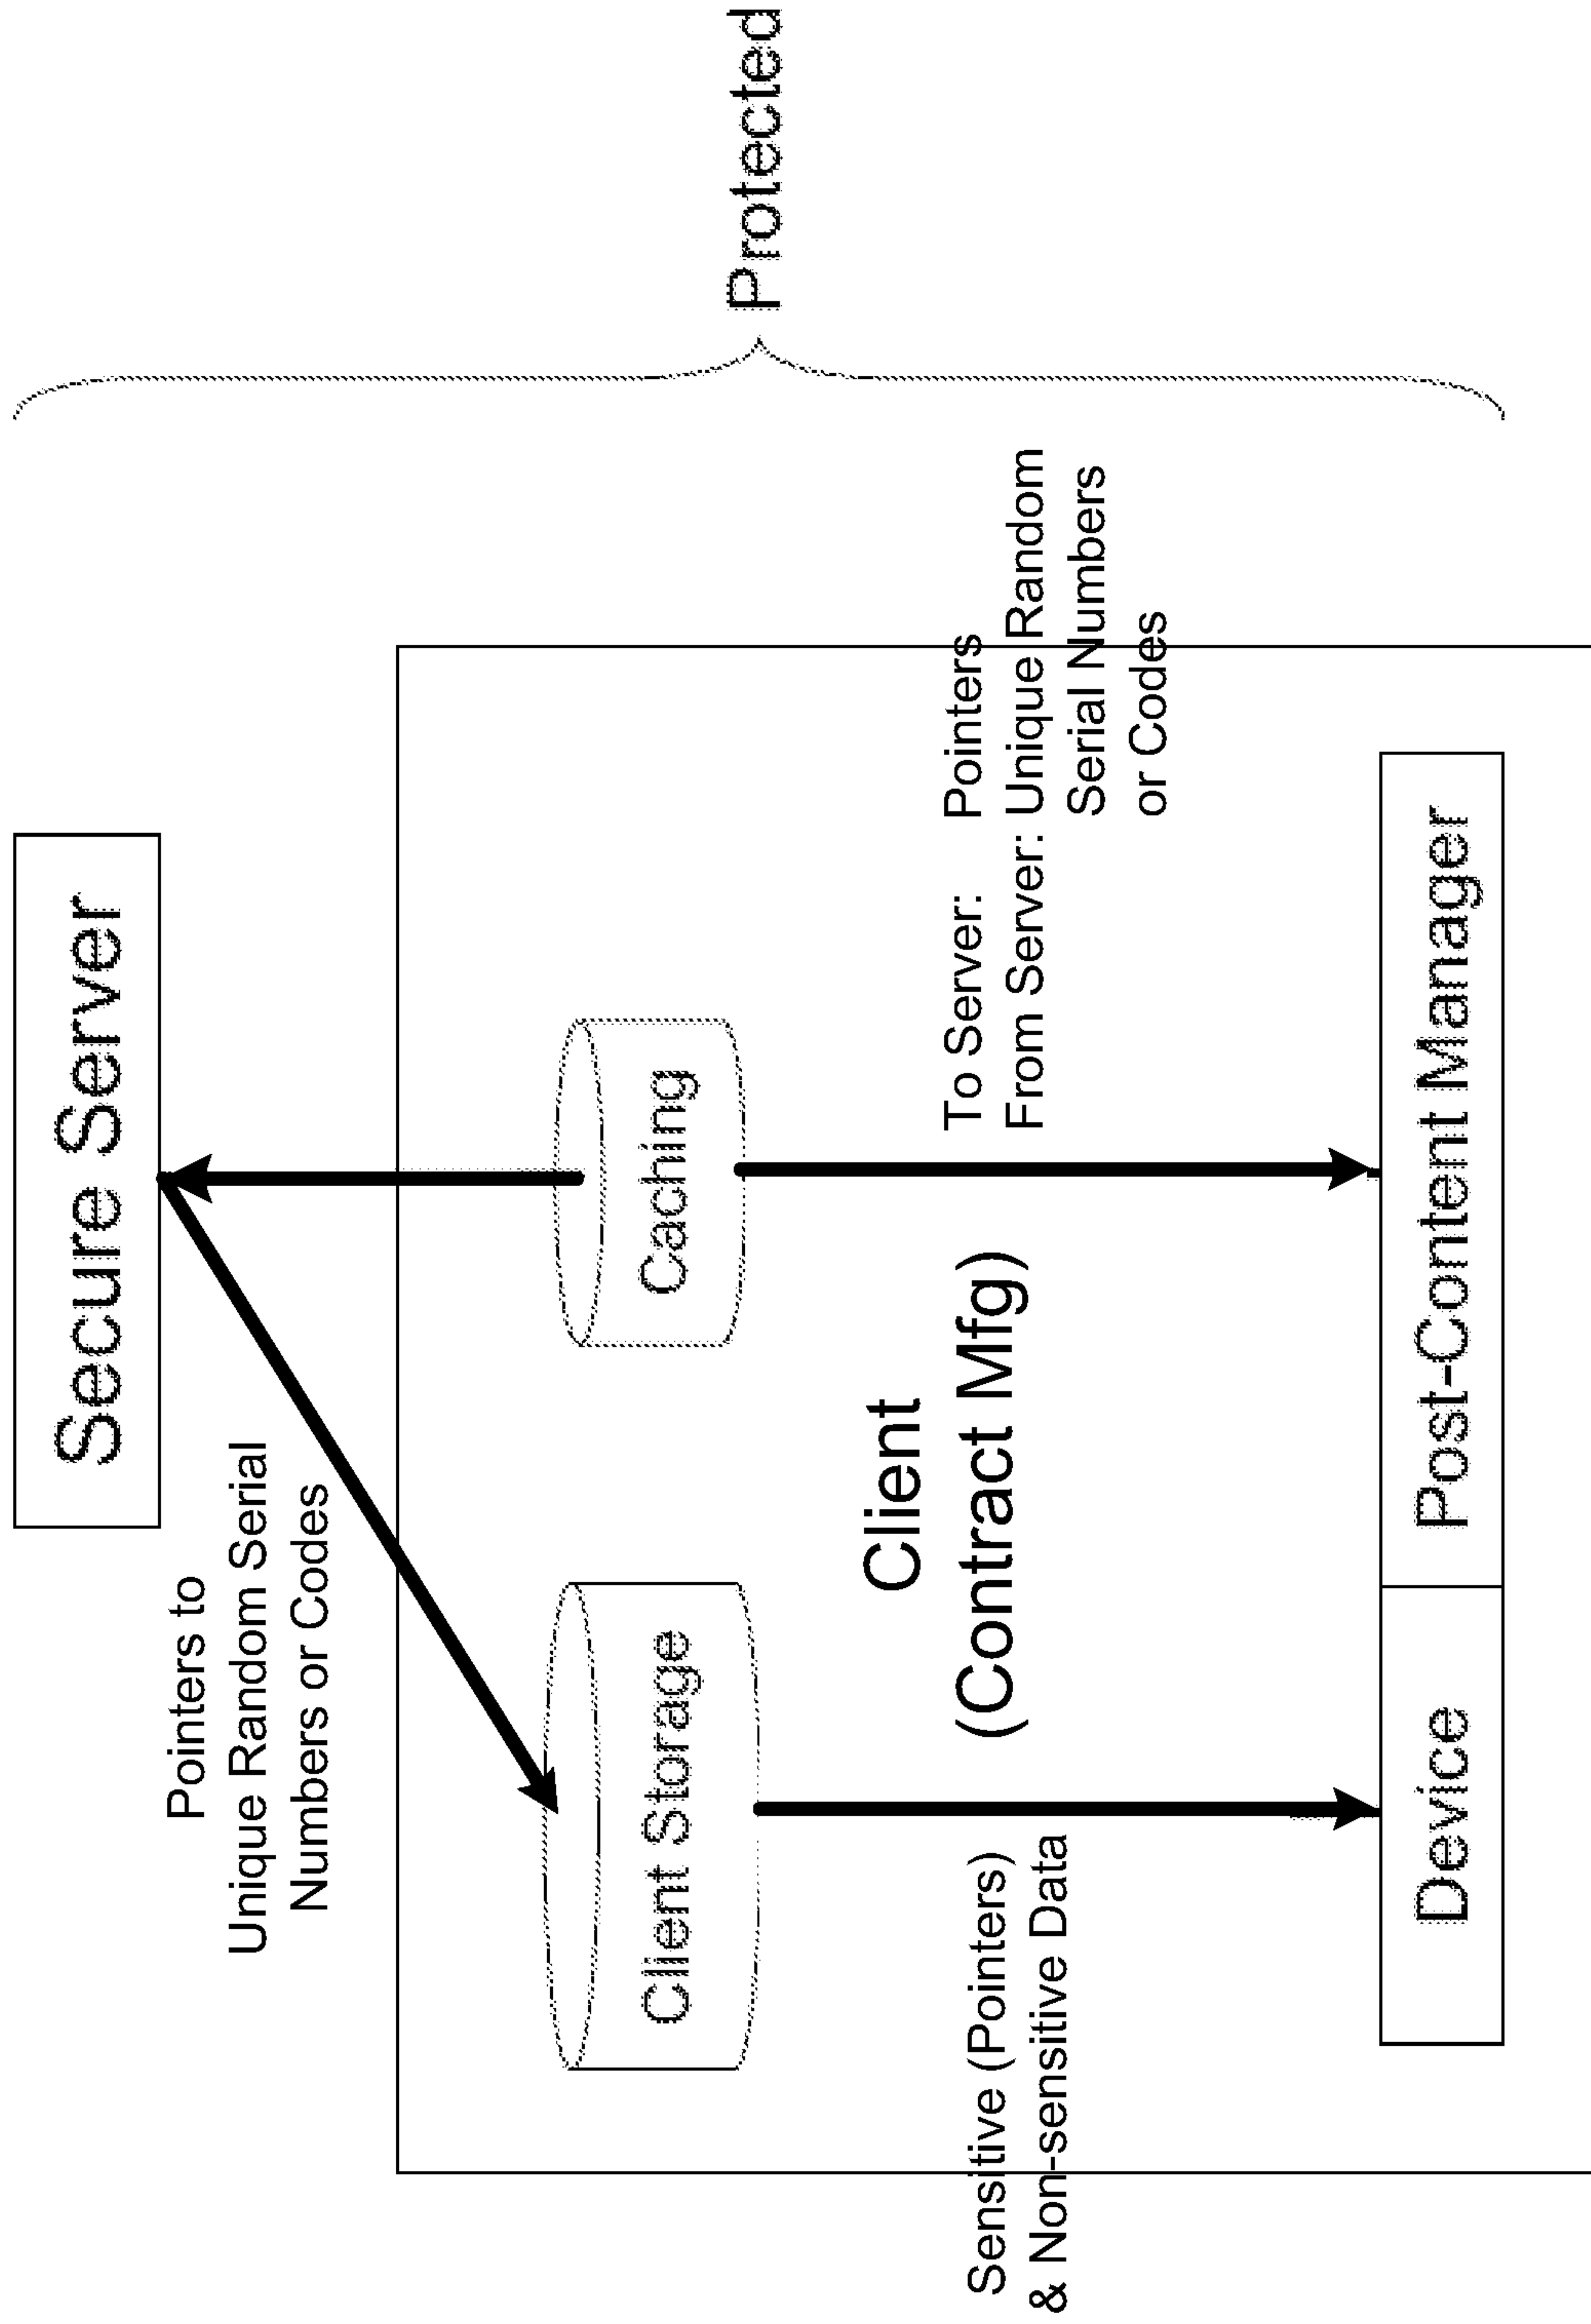 Secure Server
Pointers to
Unique Random Serial
Numbers or Codes
Client Storage
Caching
Client
(Contract Mfg)
Sensitive (Pointers)
& Non-sensitive Data
To Server: Pointers
From Server: Unique Random
Serial Numbers
or Codes
Device
Post-Content Manager
Protected